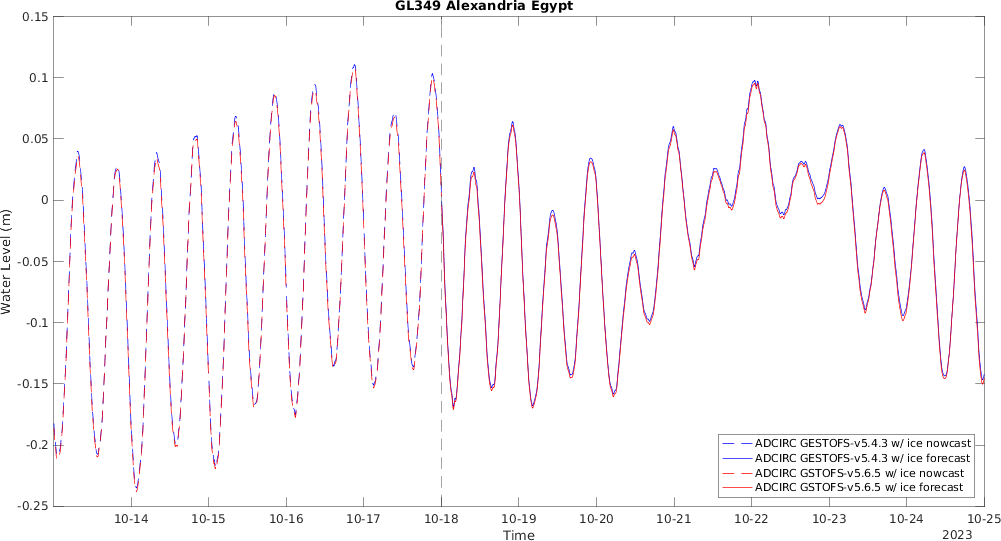 GL349 Alexandria Egypt
0.15
0.1
0.05
0
-0.05
-0.1
-0.15
-0.2
-0.25
Water Level (m)
10-14 10-15 10-16 10-17 10-18 10-19 10-20 10-21 10-22 10-23 10-24 10-25
Time
2023
ADCIRC GESTOFS-v5.4.3 w/ ice nowcast
ADCIRC GESTOFS-v5.4.3 w/ ice forecast
ADCIRC GSTOFS-v5.6.5 w/ ice nowcast
ADCIRC GSTOFS-v5.6.5 w/ ice forecast